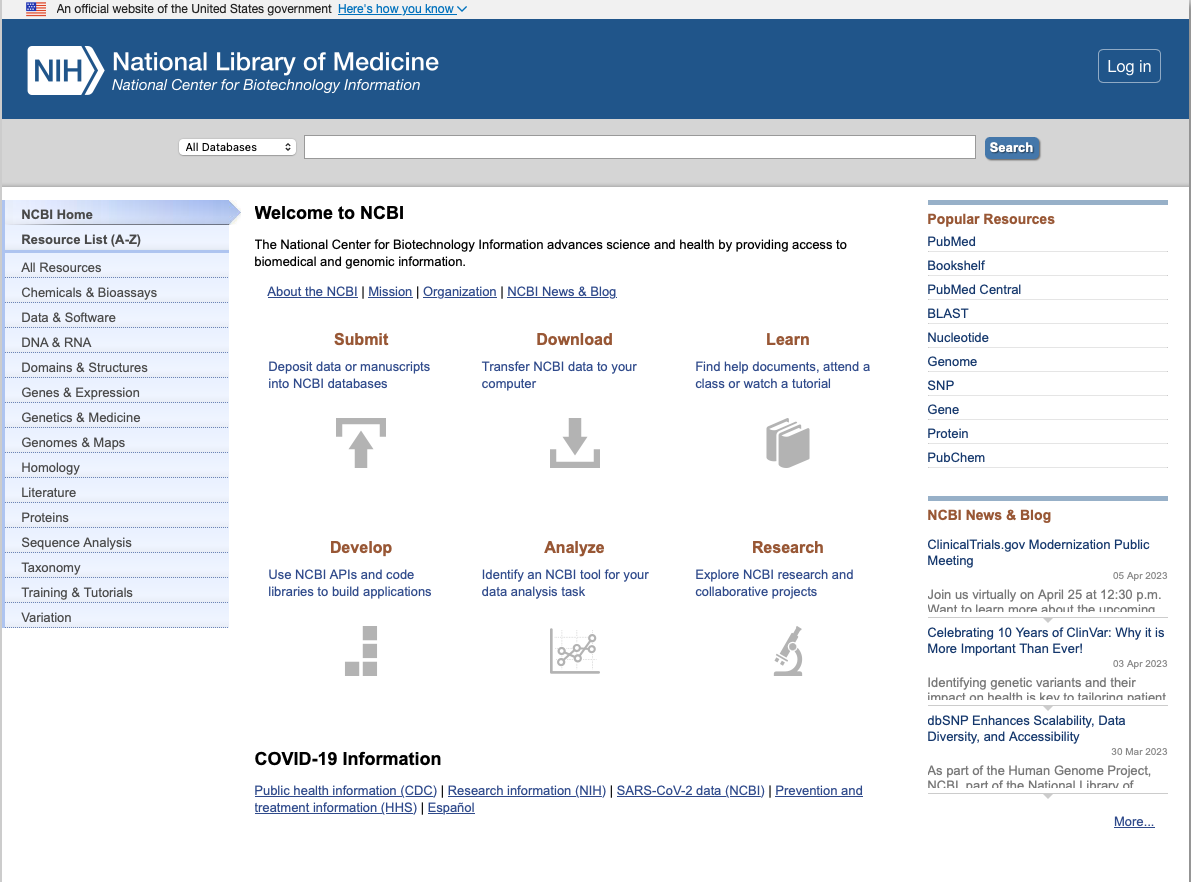 An official website of the United States government Here's how you know
NIH National Library of Medicine
National Center for Biotechnology Information
Log in
All Databases
Search
NCBI Home
Resource List (A-Z)
All Resources
Chemicals & Bioassays
Data & Software
DNA & RNA
Domains & Structures
Genes & Expression
Genetics & Medicine
Genomes & Maps
Homology
Literature
Proteins
Sequence Analysis
Taxonomy
Training & Tutorials
Variation
Welcome to NCBI
The National Center for Biotechnology Information advances science and health by providing access to
biomedical and genomic information.
About the NCBI | Mission | Organization | NCBI News & Blog
Submit
Deposit data or manuscripts
into NCBI databases
Download
Transfer NCBI data to your
computer
Learn
Find help documents, attend a
class or watch a tutorial
Develop
Use NCBI APIs and code
libraries to build applications
Analyze
Identify an NCBI tool for your
data analysis task
Research
Explore NCBI research and
collaborative projects
COVID-19 Information
Public health information (CDC) | Research information (NIH) | SARS-CoV-2 data (NCBI) | Prevention and
treatment information (HHS) | Español
Popular Resources
PubMed
Bookshelf
PubMed Central
BLAST
Nucleotide
Genome
SNP
Gene
Protein
PubChem
NCBI News & Blog
ClinicalTrials.gov Modernization Public
Meeting
05 Apr 2023
Join us virtually on April 25 at 12:30 p.m.
Want to learn more about the upcoming
Celebrating 10 Years of ClinVar: Why it is
More Important Than Ever!
03 Apr 2023
Identifying genetic variants and their
impact on health is key to tailoring patient
dbSNP Enhances Scalability, Data
Diversity, and Accessibility
30 Mar 2023
As part of the Human Genome Project,
NCBI, part of the National Library of
More...